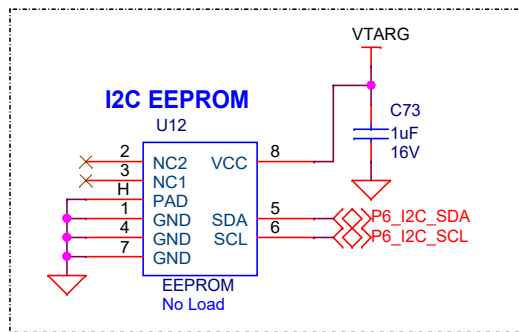 VTARG
I2C EEPROM
U12
C73
1uF
16V
2 NC2 VCC 8
3 NC1
H PAD
1 GND SDA 5 P6_I2C_SDA
4 GND SCL 6 P6_I2C_SCL
7 GND
EEPROM
No Load